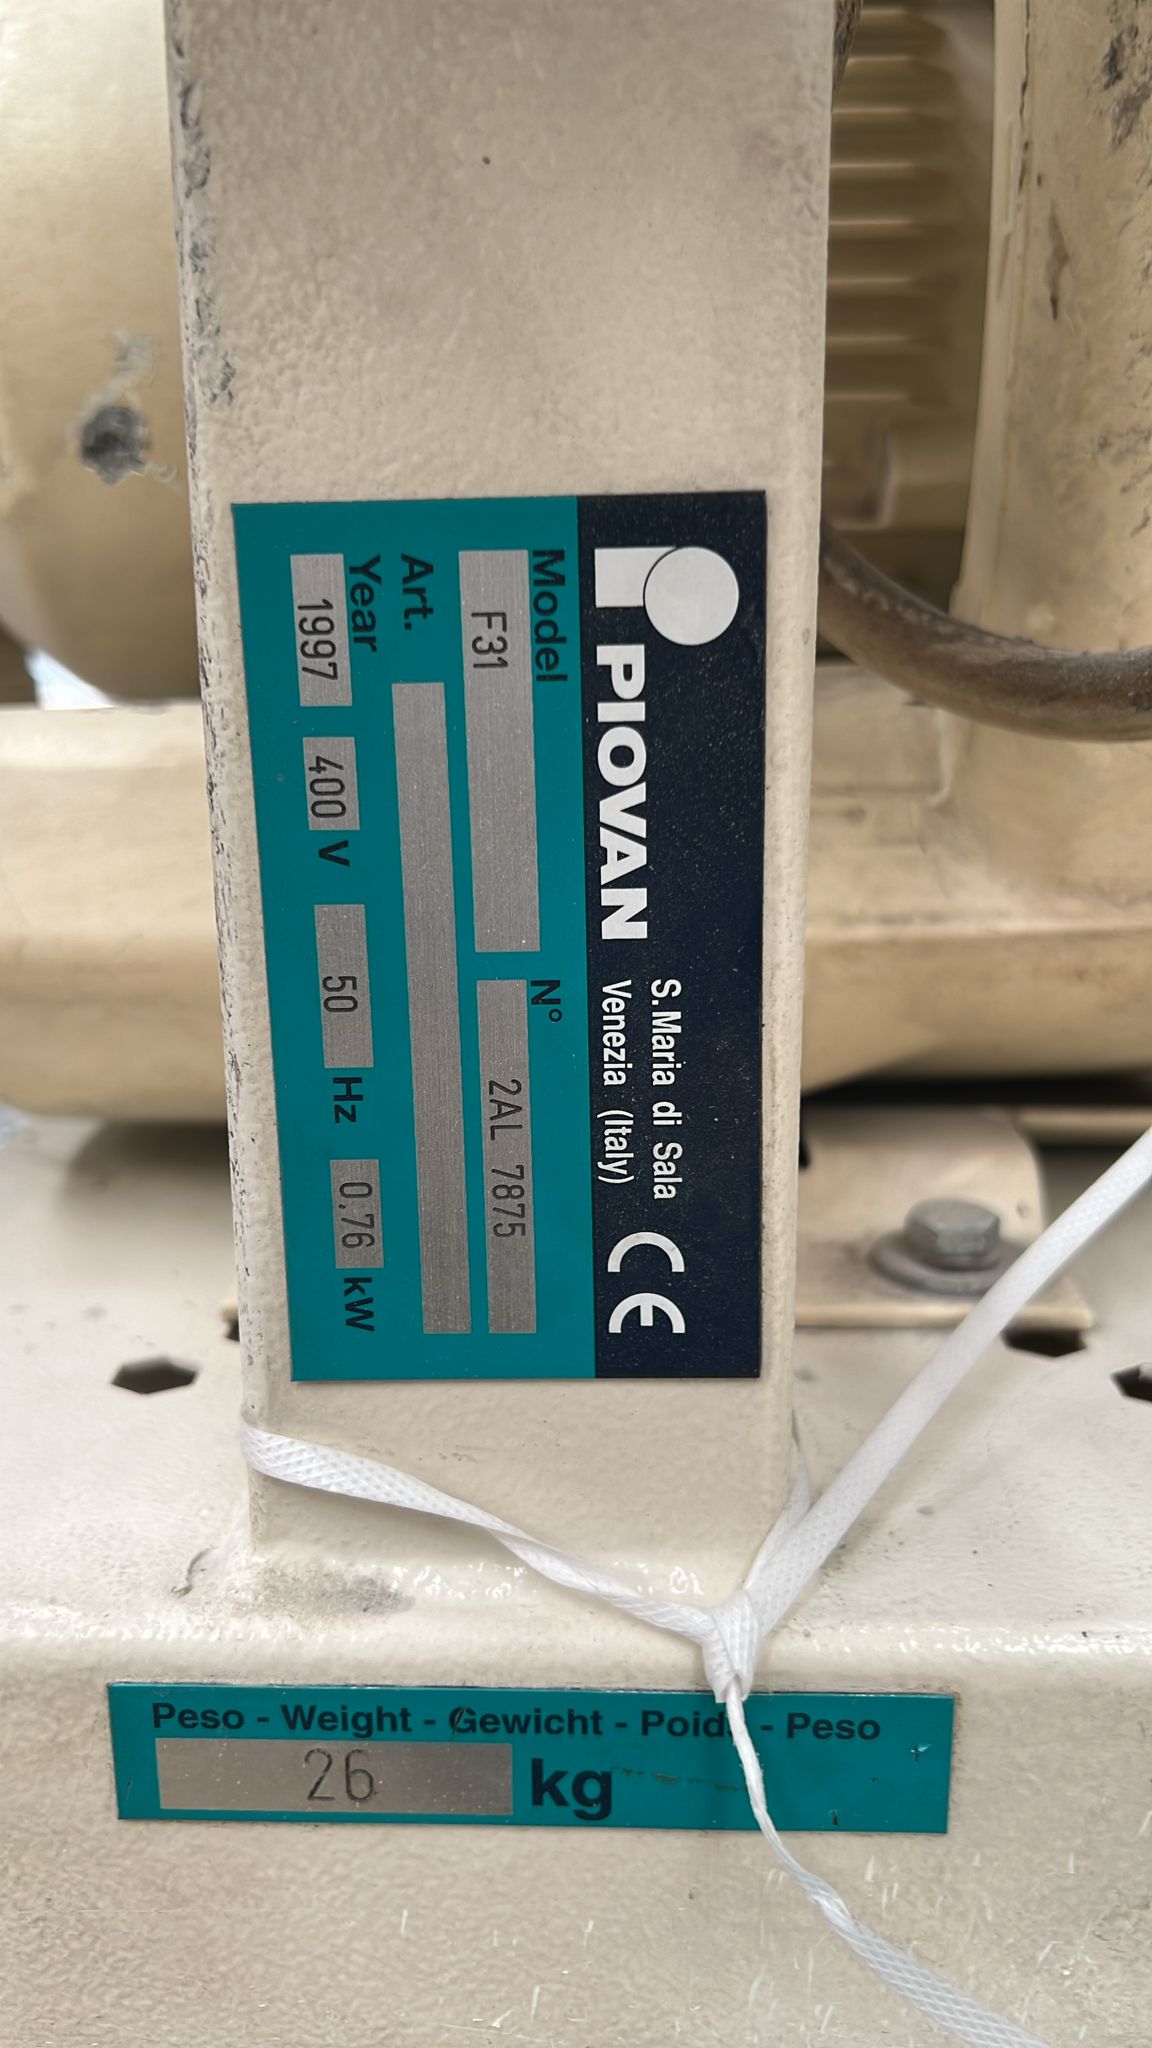 PIOVAN
S. Maria di Sala
Venezia (Italy)
CE
Model N°
F31 2AL 7875
Art.
Year
1997 400 V 50 Hz 0.76 kW
Peso - Weight - Gewicht - - Peso
26 kg